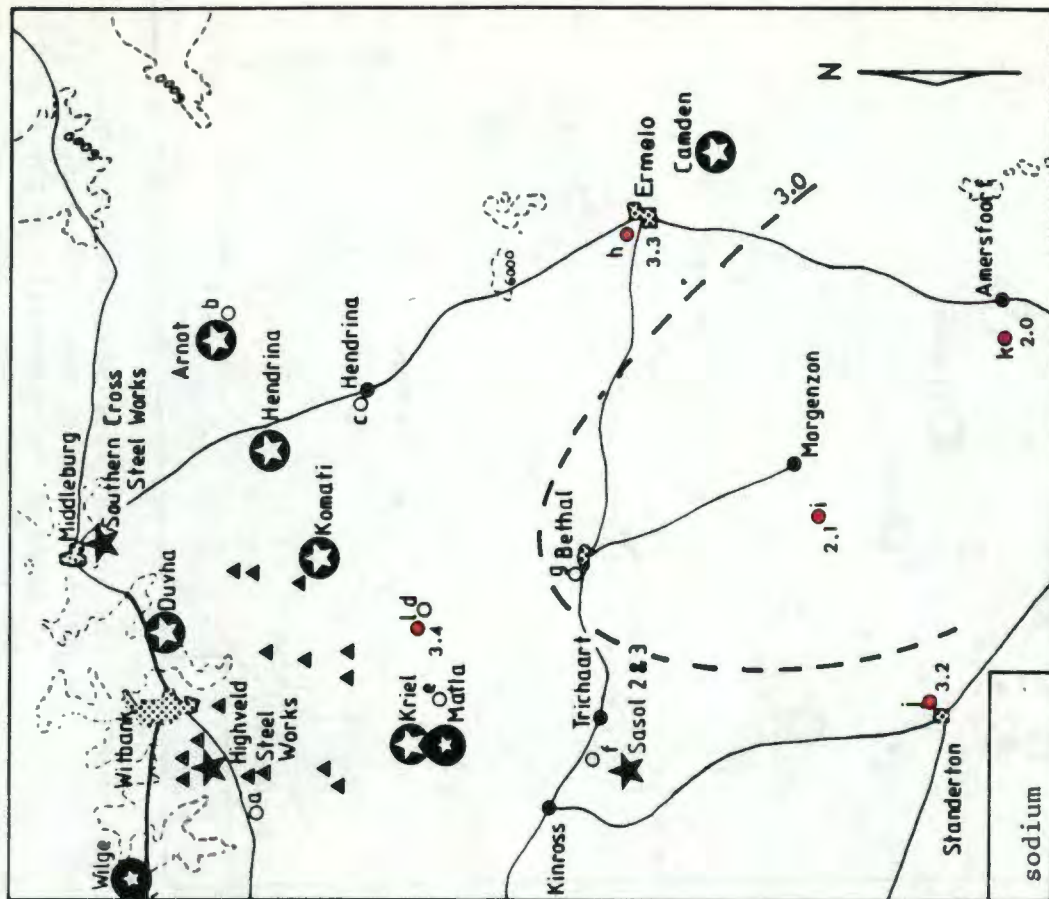 Middleburg
Southern Cross
Steel Works
6000
6000
Wilge
Witbank
Duvha
Highveld
Steel
Works
a
Arnot
b
Hendrina
Komati
Hendrina
c
6000
l
d
3.4
Kriel
e
Matla
N
h
Ermelo
3.3
Camden
3.0
g
Bethal
Trichaart
f
Sasol 2 & 3
Kinross
Morgenzon
i
2.1
Amersfoort
k
2.0
j
3.2
Standerton
sodium